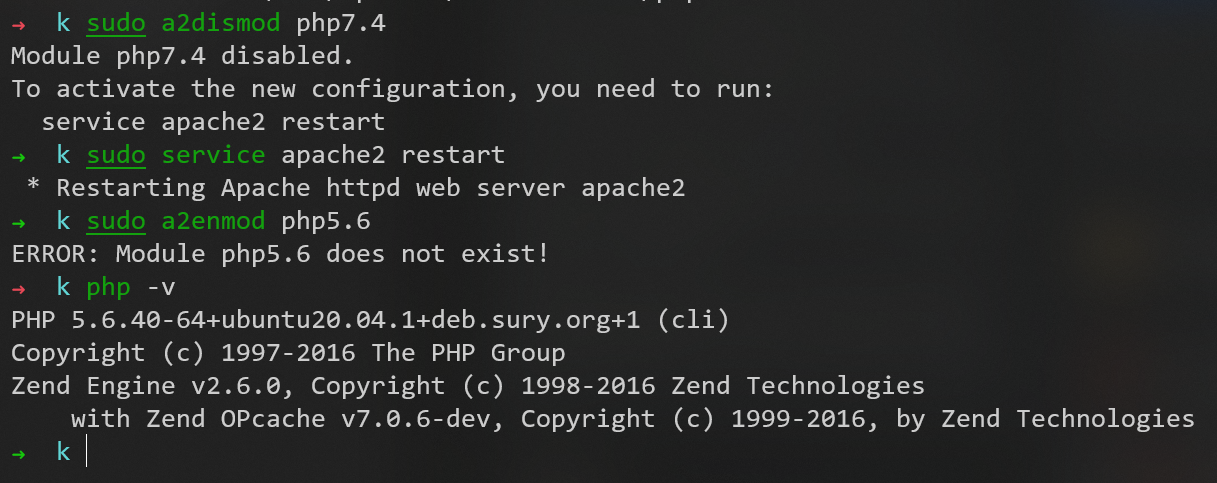 → k sudo a2dismod php7.4
Module php7.4 disabled.
To activate the new configuration, you need to run:
  service apache2 restart
→ k sudo service apache2 restart
 * Restarting Apache httpd web server apache2
→ k sudo a2enmod php5.6
ERROR: Module php5.6 does not exist!
→ k php -v
PHP 5.6.40-64+ubuntu20.04.1+deb.sury.org+1 (cli)
Copyright (c) 1997-2016 The PHP Group
Zend Engine v2.6.0, Copyright (c) 1998-2016 Zend Technologies
    with Zend OPcache v7.0.6-dev, Copyright (c) 1999-2016, by Zend Technologies
→ k